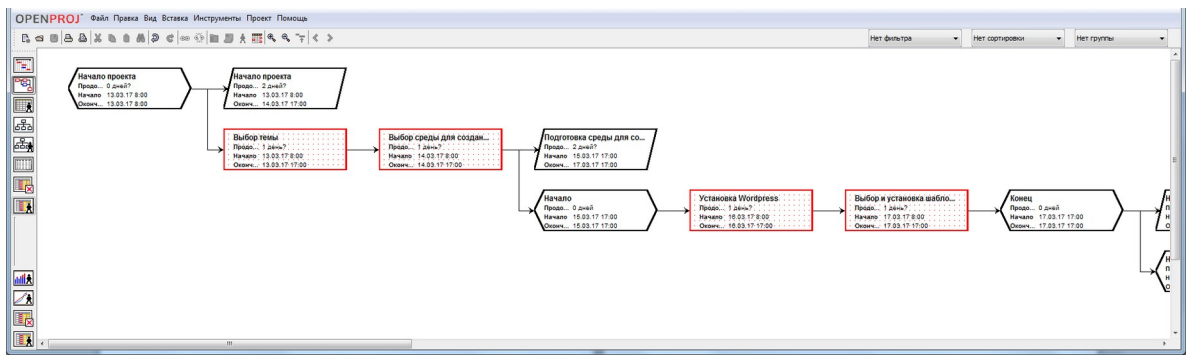 OPENPROJ Файл Правка Вид Вставка Инструменты Проект Помощь
Нет фильтра Нет сортировки Нет группы
Начало проекта
Продо... 0 дней?
Начало 13.03.17 8:00
Оконч... 13.03.17 8:00
Начало проекта
Продо... 2 дней?
Начало 13.03.17 8:00
Оконч... 14.03.17 17:00
Выбор темы
Продо... 1 день?
Начало 13.03.17 8:00
Оконч... 13.03.17 17:00
Выбор среды для создан...
Продо... 1 день?
Начало 14.03.17 8:00
Оконч... 14.03.17 17:00
Подготовка среды для со...
Продо... 2 дней?
Начало 15.03.17 17:00
Оконч... 17.03.17 17:00
Начало
Продо... 0 дней
Начало 15.03.17 17:00
Оконч... 15.03.17 17:00
Установка Wordpress
Продо... 1 день?
Начало 16.03.17 8:00
Оконч... 16.03.17 17:00
Выбор и установка шабло...
Продо... 1 день?
Начало 17.03.17 8:00
Оконч... 17.03.17 17:00
Конец
Продо... 0 дней
Начало 17.03.17 17:00
Оконч... 17.03.17 17:00